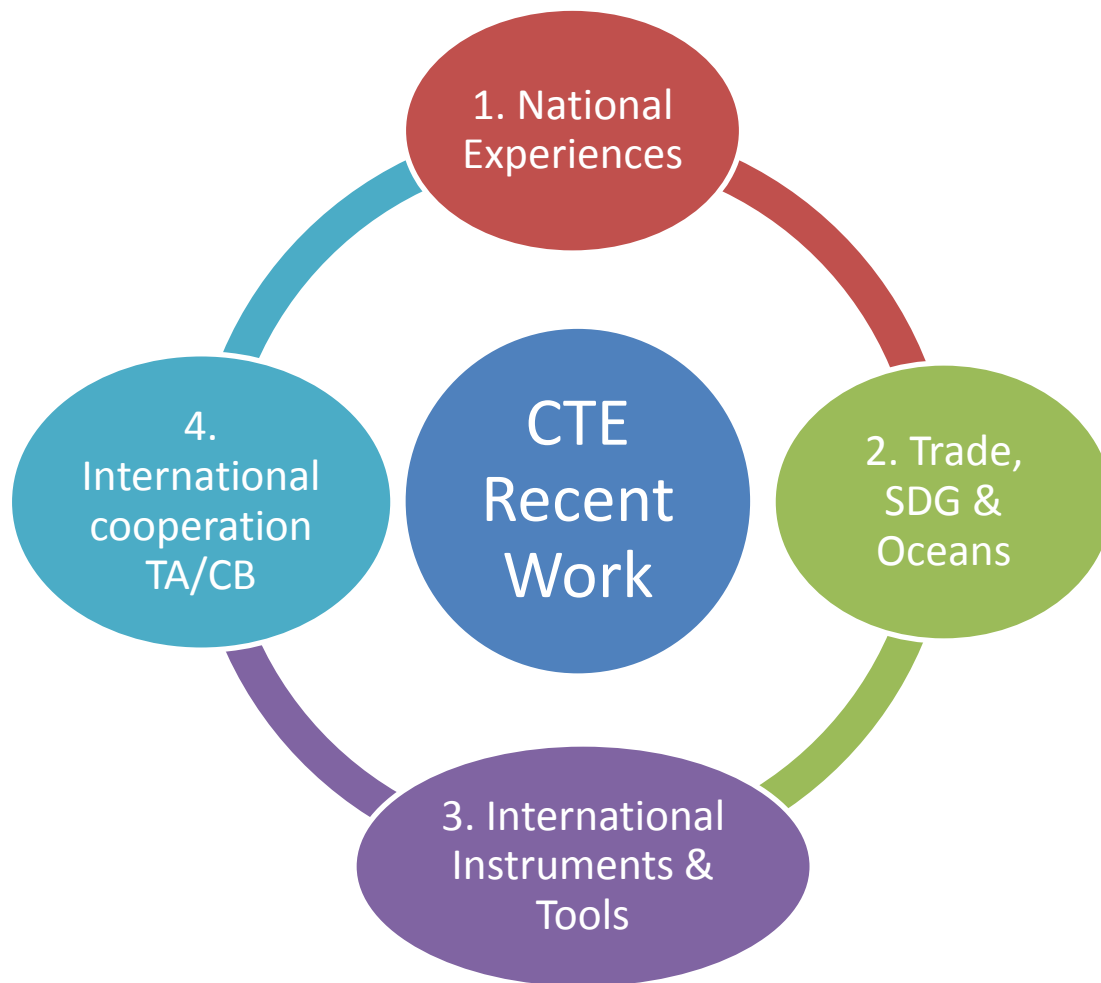 1. National
Experiences
CTE
Recent
Work
2. Trade,
SDG &
Oceans
3. International
Instruments &
Tools
4.
International
cooperation
TA/CB